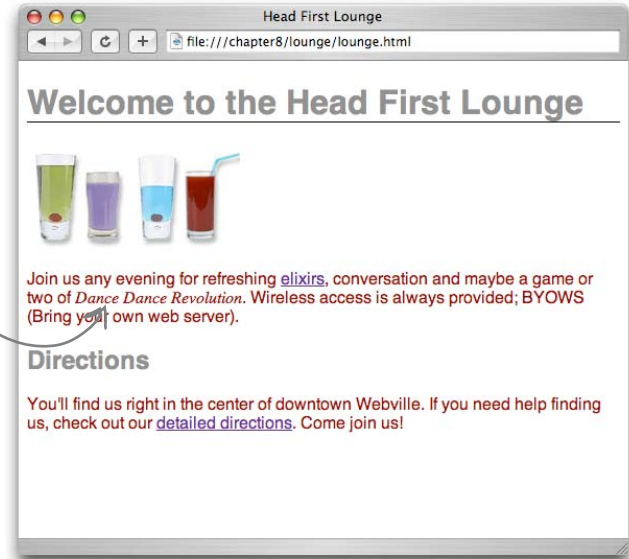 Head First Lounge
file:///chapter8/lounge/lounge.html
Welcome to the Head First Lounge
Join us any evening for refreshing elixirs, conversation and maybe a game or
two of Dance Dance Revolution. Wireless access is always provided; BYOWS
(Bring your own web server).
Directions
You'll find us right in the center of downtown Webville. If you need help finding
us, check out our detailed directions. Come join us!